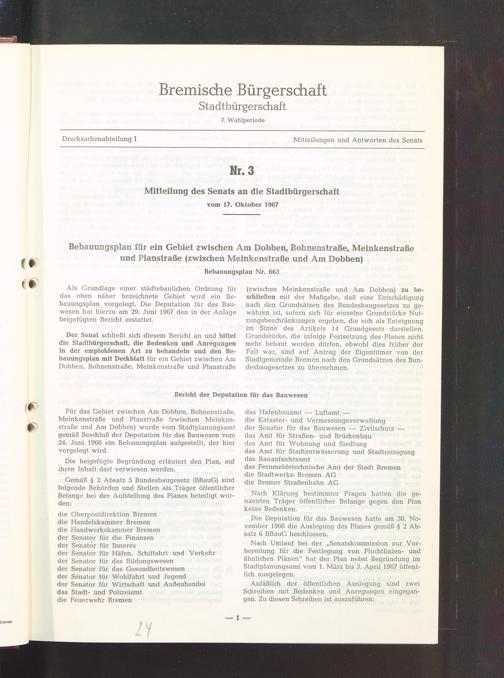 Bremische Bürgerschaft
Stadtbürgerschaft
7. Wahlperiode
Drucksachenabteilung I
Mitteilungen und Antworten des Senats
Nr. 3
Mitteilung des Senats an die Stadtbürgerschaft
vom 17. Oktober 1967
Bebauungsplan für ein Gebiet zwischen Am Dobben, Bohnenstraße, Meinkenstraße
und Planstraße (zwischen Meinkenstraße und Am Dobben)
Bebauungsplan Nr. 663
Als Grundlage einer städtebaulichen Ordnung für
das oben näher bezeichnete Gebiet wird ein Be-
bauungsplan vorgelegt. Die Deputation für das Bau-
wesen hat hierzu am 29. Juni 1967 den in der Anlage
beigefügten Bericht erstattet.
Der Senat schließt sich diesem Bericht an und bittet
die Stadtbürgerschaft, die Bedenken und Anregungen
in der empfohlenen Art zu behandeln und den Be-
bauungsplan mit Deckblatt für ein Gebiet zwischen Am
Dobben, Bohnenstraße, Meinkenstraße und Planstraße
(zwischen Meinkenstraße und Am Dobben) zu be-
schließen mit der Maßgabe, daß eine Entschädigung
nach den Grundsätzen des Bundesbaugesetzes zu ge-
währen ist, sofern sich für einzelne Grundstücke Nut-
zungsbeschränkungen ergeben, die sich als Enteignung
im Sinne des Artikels 14 Grundgesetz darstellen.
Grundstücke, die infolge Festsetzung des Planes nicht
mehr bebaut werden dürfen, obwohl dies früher der
Fall war, sind auf Antrag der Eigentümer von der
Stadtgemeinde Bremen nach den Grundsätzen des Bun-
desbaugesetzes zu übernehmen.
Bericht der Deputation für das Bauwesen
Für das Gebiet zwischen Am Dobben, Bohnenstraße,
Meinkenstraße und Planstraße (zwischen Meinken-
straße und Am Dobben) wurde vom Stadtplanungsamt
gemäß Beschluß der Deputation für das Bauwesen vom
24. Juni 1966 ein Bebauungsplan aufgestellt, der hier
vorgelegt wird.
Die beigefügte Begründung erläutert den Plan, auf
ihren Inhalt darf verwiesen werden.
Gemäß § 2 Absatz 5 Bundesbaugesetz (BBauG) sind
folgende Behörden und Stellen als Träger öffentlicher
Belange bei der Aufstellung des Planes beteiligt wor-
den:
die Oberpostdirektion Bremen
die Handelskammer Bremen
die Handwerkskammer Bremen
der Senator für die Finanzen
der Senator für Inneres
der Senator für Häfen, Schiffahrt und Verkehr
der Senator für das Bildungswesen
der Senator für das Gesundheitswesen
der Senator für Wohlfahrt und Jugend
der Senator für Wirtschaft und Außenhandel
das Stadt- und Polizeiamt
die Feuerwehr Bremen
das Hafenbauamt — Luftamt —
die Kataster- und Vermessungsverwaltung
der Senator für das Bauwesen — Zivilschutz —
das Amt für Straßen- und Brückenbau
das Amt für Wohnung und Siedlung
das Amt für Stadtentwässerung und Stadtreinigung
das Bauaufsichtsamt
das Fernmeldetechnische Amt der Stadt Bremen
die Stadtwerke Bremen AG
die Bremer Straßenbahn AG
Nach Klärung bestimmter Fragen hatten die ge-
nannten Träger öffentlicher Belange gegen den Plan
keine Bedenken.
Die Deputation für das Bauwesen hatte am 30. No-
vember 1966 die Auslegung des Planes gemäß § 2 Ab-
satz 6 BBauG beschlossen.
Nach Umlauf bei der „Senatskommission zur Vor-
bereitung für die Festlegung von Fluchtlinien- und
ähnlichen Plänen" hat der Plan nebst Begründung im
Stadtplanungsamt vom 1. März bis 3. April 1967 öffent-
lich ausgelegen.
Anläßlich der öffentlichen Auslegung sind zwei
Schreiben mit Bedenken und Anregungen eingegan-
gen. Zu diesen Schreiben ist auszuführen:
— 1 —
24